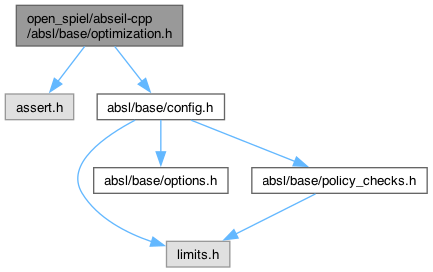 open_spiel/abseil-cpp
/absl/base/optimization.h
assert.h
absl/base/config.h
absl/base/options.h
absl/base/policy_checks.h
limits.h